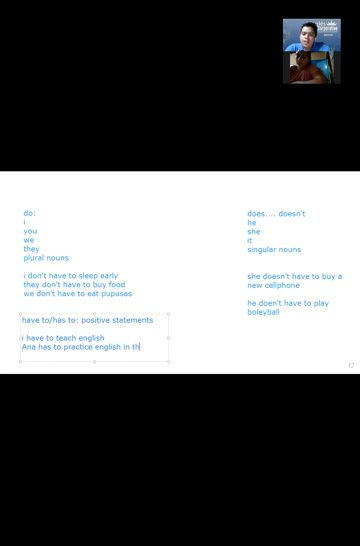 do:
i
you
we
they
plural nouns
i don't have to sleep early
they don't have to buy food
we don't have to eat pupusas
have to/has to: positive statements
i have to teach english
Ana has to practice english in th
does.... doesn't
he
she
it
singular nouns
she doesn't have to buy a
new cellphone
he doen't have to play
boleyball